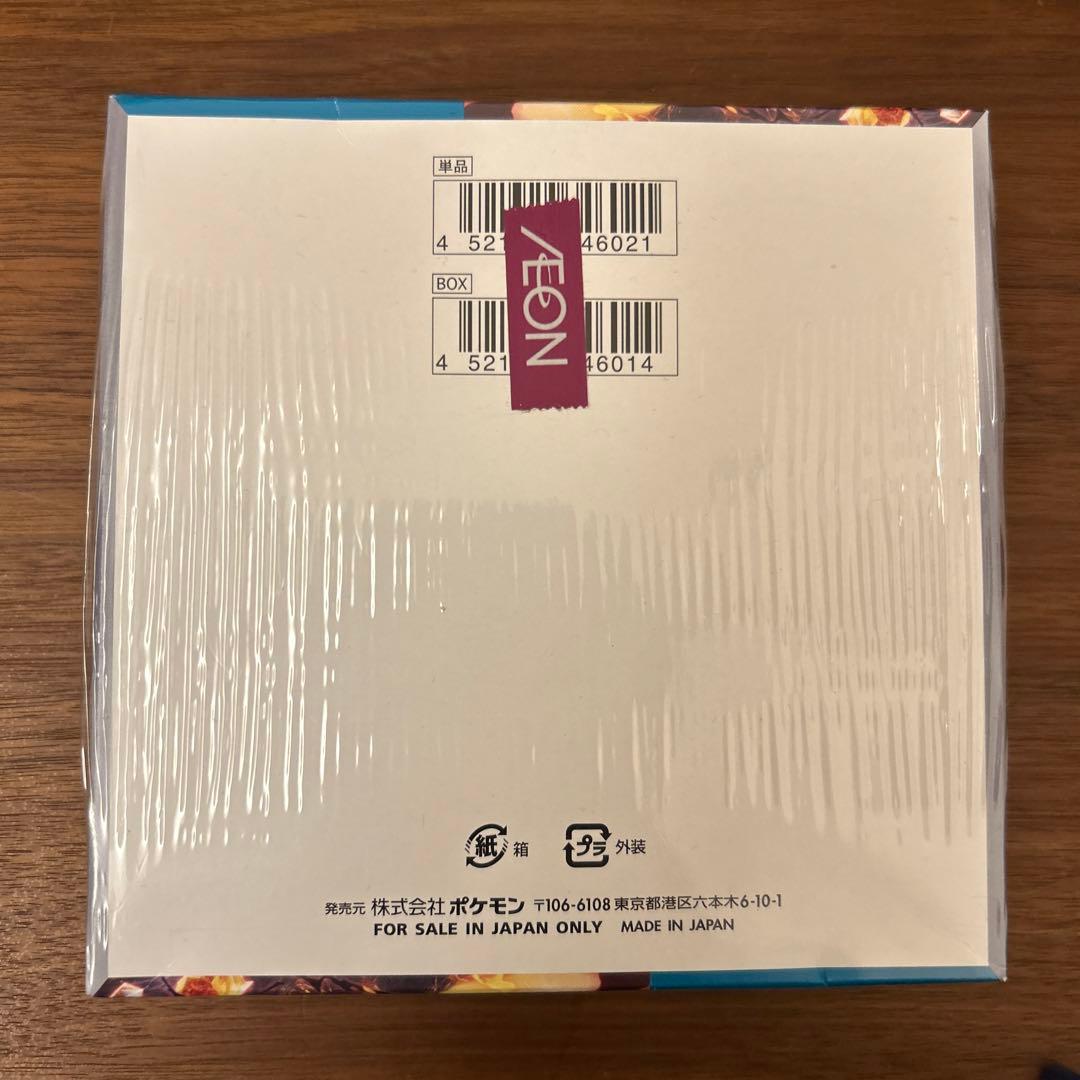 単品
4 521 46021
BOX
4 521 46014
ÆON
紙 箱 プラ 外装
発売元 株式会社 ポケモン 〒106-6108 東京都港区六本木6-10-1
FOR SALE IN JAPAN ONLY MADE IN JAPAN